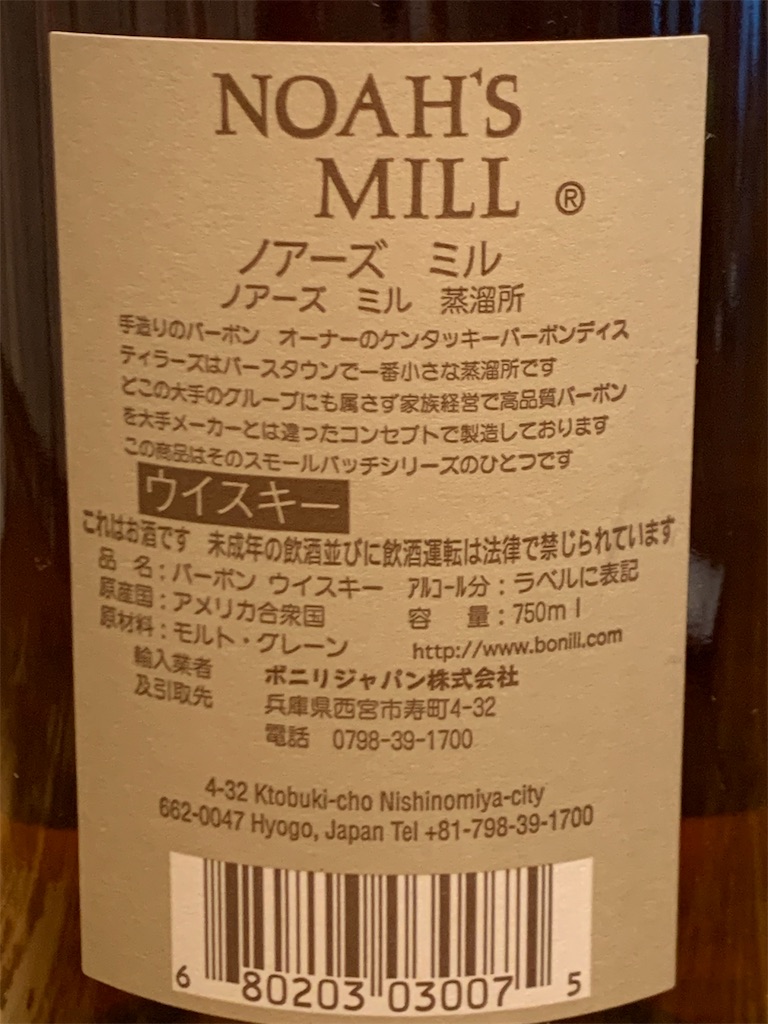 NOAH'S
MILL ®
ノアーズ ミル
ノアーズ ミル 蒸溜所
手造りのバーボン オーナーのケンタッキーバーボンディス
ティラーズはバースタウンで一番小さな蒸溜所です
どこの大手のグループにも属さず家族経営で高品質バーボン
を大手メーカーとは違ったコンセプトで製造しております
この商品はそのスモールバッチシリーズのひとつです
ウイスキー
これはお酒です 未成年の飲酒並びに飲酒運転は法律で禁じられています
品 名：バーボン ウイスキー アルコール分：ラベルに表記
原産国：アメリカ合衆国 容 量：750ml
原材料：モルト・グレーン http://www.bonili.com
輸入業者 ボニリジャパン株式会社
及引取先 兵庫県西宮市寿町4-32
電話 0798-39-1700
4-32 Ktobuki-cho Nishinomiya-city
662-0047 Hyogo, Japan Tel +81-798-39-1700
6 80203 03007 5